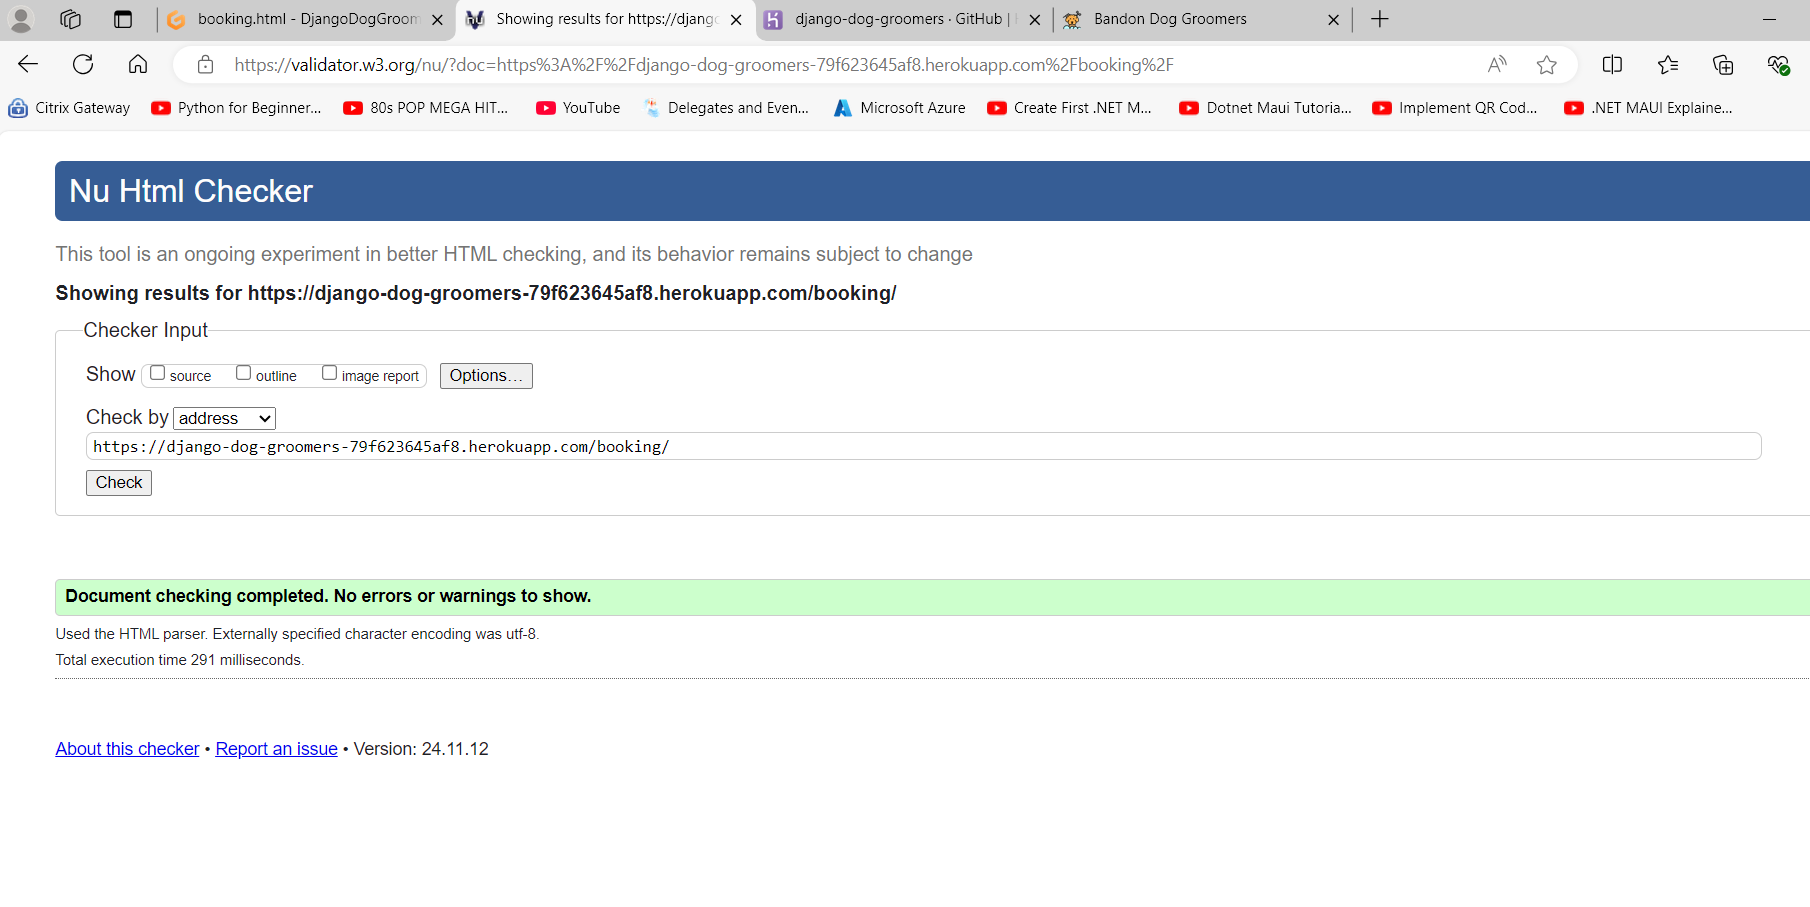 booking.html - DjangoDogGroom
Showing results for https://django
django-dog-groomers · GitHub |
Bandon Dog Groomers
https://validator.w3.org/nu/?doc=https%3A%2F%2Fdjango-dog-groomers-79f623645af8.herokuapp.com%2Fbooking%2F
Citrix Gateway
Python for Beginner...
80s POP MEGA HIT...
YouTube
Delegates and Even...
Microsoft Azure
Create First .NET M...
Dotnet Maui Tutoria...
Implement QR Cod...
.NET MAUI Explaine...
Nu Html Checker
This tool is an ongoing experiment in better HTML checking, and its behavior remains subject to change
Showing results for https://django-dog-groomers-79f623645af8.herokuapp.com/booking/
Checker Input
Show source outline image report Options...
Check by address
https://django-dog-groomers-79f623645af8.herokuapp.com/booking/
Check
Document checking completed. No errors or warnings to show.
Used the HTML parser. Externally specified character encoding was utf-8.
Total execution time 291 milliseconds.
About this checker • Report an issue • Version: 24.11.12